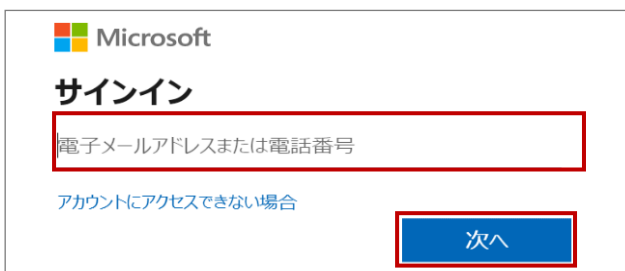 Microsoft
サインイン
電子メールアドレスまたは電話番号
アカウントにアクセスできない場合
次へ